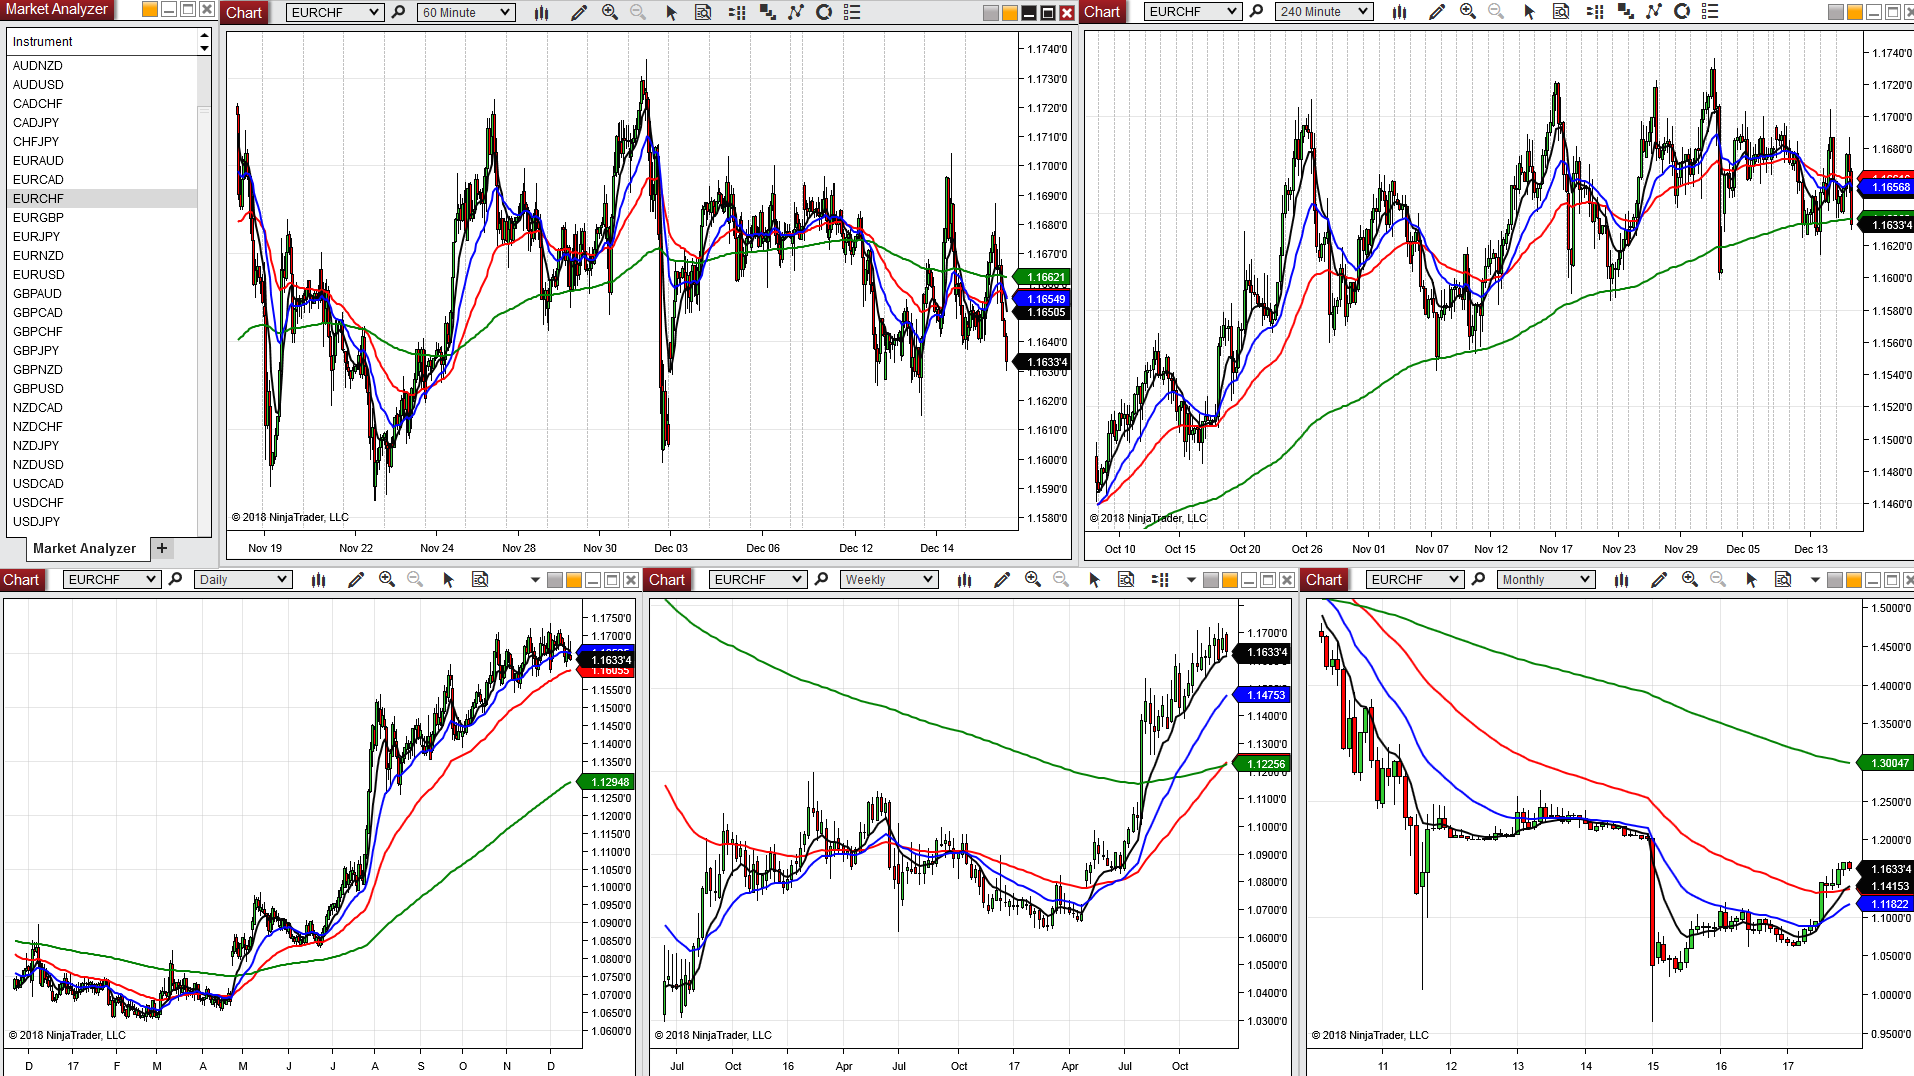 Market Analyzer
Instrument
AUDNZD
AUDUSD
CADCHF
CADJPY
CHFJPY
EURAUD
EURCAD
EURCHF
EURGBP
EURJPY
EURNZD
EURUSD
GBPAUD
GBPCAD
GBPCHF
GBPJPY
GBPNZD
GBPUSD
NZDCAD
NZDCHF
NZDJPY
NZDUSD
USDCAD
USDCHF
USDJPY
Market Analyzer +
Chart EURCHF 60 Minute
1.1740'0
1.1730'0
1.1720'0
1.1710'0
1.1700'0
1.1690'0
1.1680'0
1.1670'0
1.16621
1.16549
1.16505
1.1640'0
1.1633'4
1.1630'0
1.1620'0
1.1610'0
1.1600'0
1.1590'0
1.1580'0
© 2018 NinjaTrader, LLC
Nov 19 Nov 22 Nov 24 Nov 28 Nov 30 Dec 03 Dec 06 Dec 12 Dec 14
Chart EURCHF 240 Minute
1.1740'0
1.1720'0
1.1700'0
1.1680'0
1.16568
1.1633'4
1.1620'0
1.1600'0
1.1580'0
1.1560'0
1.1540'0
1.1520'0
1.1500'0
1.1480'0
1.1460'0
© 2018 NinjaTrader, LLC
Oct 10 Oct 15 Oct 20 Oct 26 Nov 01 Nov 07 Nov 12 Nov 17 Nov 23 Nov 29 Dec 05 Dec 13
Chart EURCHF Daily
1.1750'0
1.1700'0
1.1633'4
1.16055
1.1550'0
1.1500'0
1.1450'0
1.1400'0
1.1350'0
1.12948
1.1250'0
1.1200'0
1.1150'0
1.1100'0
1.1050'0
1.1000'0
1.0950'0
1.0900'0
1.0850'0
1.0800'0
1.0750'0
1.0700'0
1.0650'0
1.0600'0
© 2018 NinjaTrader, LLC
D 17 F M A M J J A S O N D
Chart EURCHF Weekly
1.1700'0
1.1633'4
1.14753
1.1400'0
1.1300'0
1.12256
1.1200'0
1.1100'0
1.1000'0
1.0900'0
1.0800'0
1.0700'0
1.0600'0
1.0500'0
1.0400'0
1.0300'0
© 2018 NinjaTrader, LLC
Jul Oct 16 Apr Jul Oct 17 Apr Jul Oct
Chart EURCHF Monthly
1.5000'0
1.4500'0
1.4000'0
1.3500'0
1.30047
1.2500'0
1.2000'0
1.1633'4
1.14153
1.11822
1.1000'0
1.0500'0
1.0000'0
0.9500'0
© 2018 NinjaTrader, LLC
11 12 13 14 15 16 17